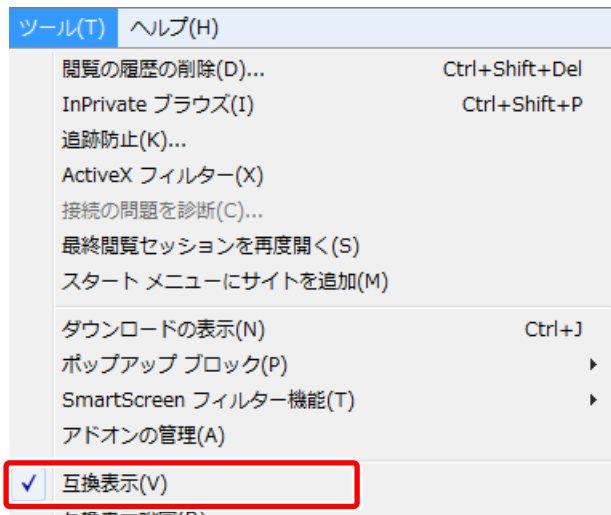 ツール(T) ヘルプ(H)
閲覧の履歴の削除(D)... Ctrl+Shift+Del
InPrivate ブラウズ(I) Ctrl+Shift+P
追跡防止(K)...
ActiveX フィルター(X)
接続の問題を診断(C)...
最終閲覧セッションを再度開く(S)
スタート メニューにサイトを追加(M)
ダウンロードの表示(N) Ctrl+J
ポップアップ ブロック(P)
SmartScreen フィルター機能(T)
アドオンの管理(A)
互換表示(V)